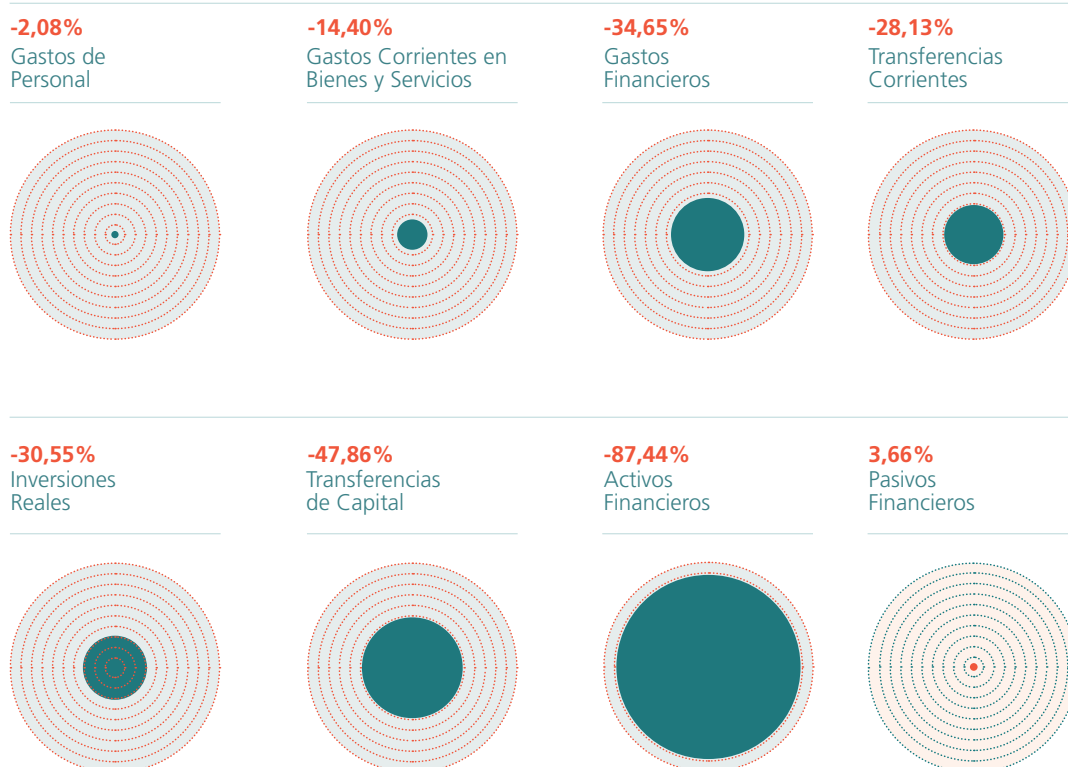 -2,08%
Gastos de
Personal
-14,40%
Gastos Corrientes en
Bienes y Servicios
-34,65%
Gastos
Financieros
-28,13%
Transferencias
Corrientes
-30,55%
Inversiones
Reales
-47,86%
Transferencias
de Capital
-87,44%
Activos
Financieros
3,66%
Pasivos
Financieros